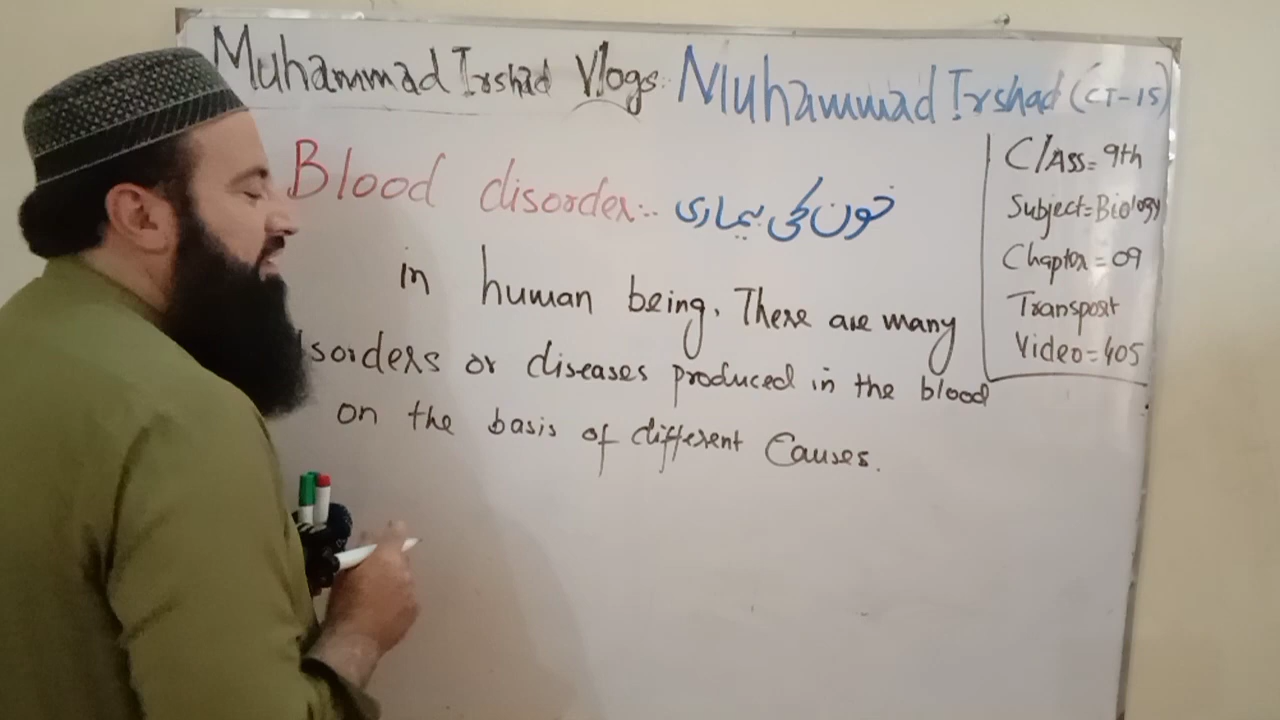 Muhammad Irshad Vlogs. Muhammad Irshad (CT-15)
Blood disorder:- خون کی بیماری
in human being. There are many
isorders or diseases produced in the blood
on the basis of different Causes.
Class = 9th
Subject = Biology
Chapter = 09
Transport
Video = 405